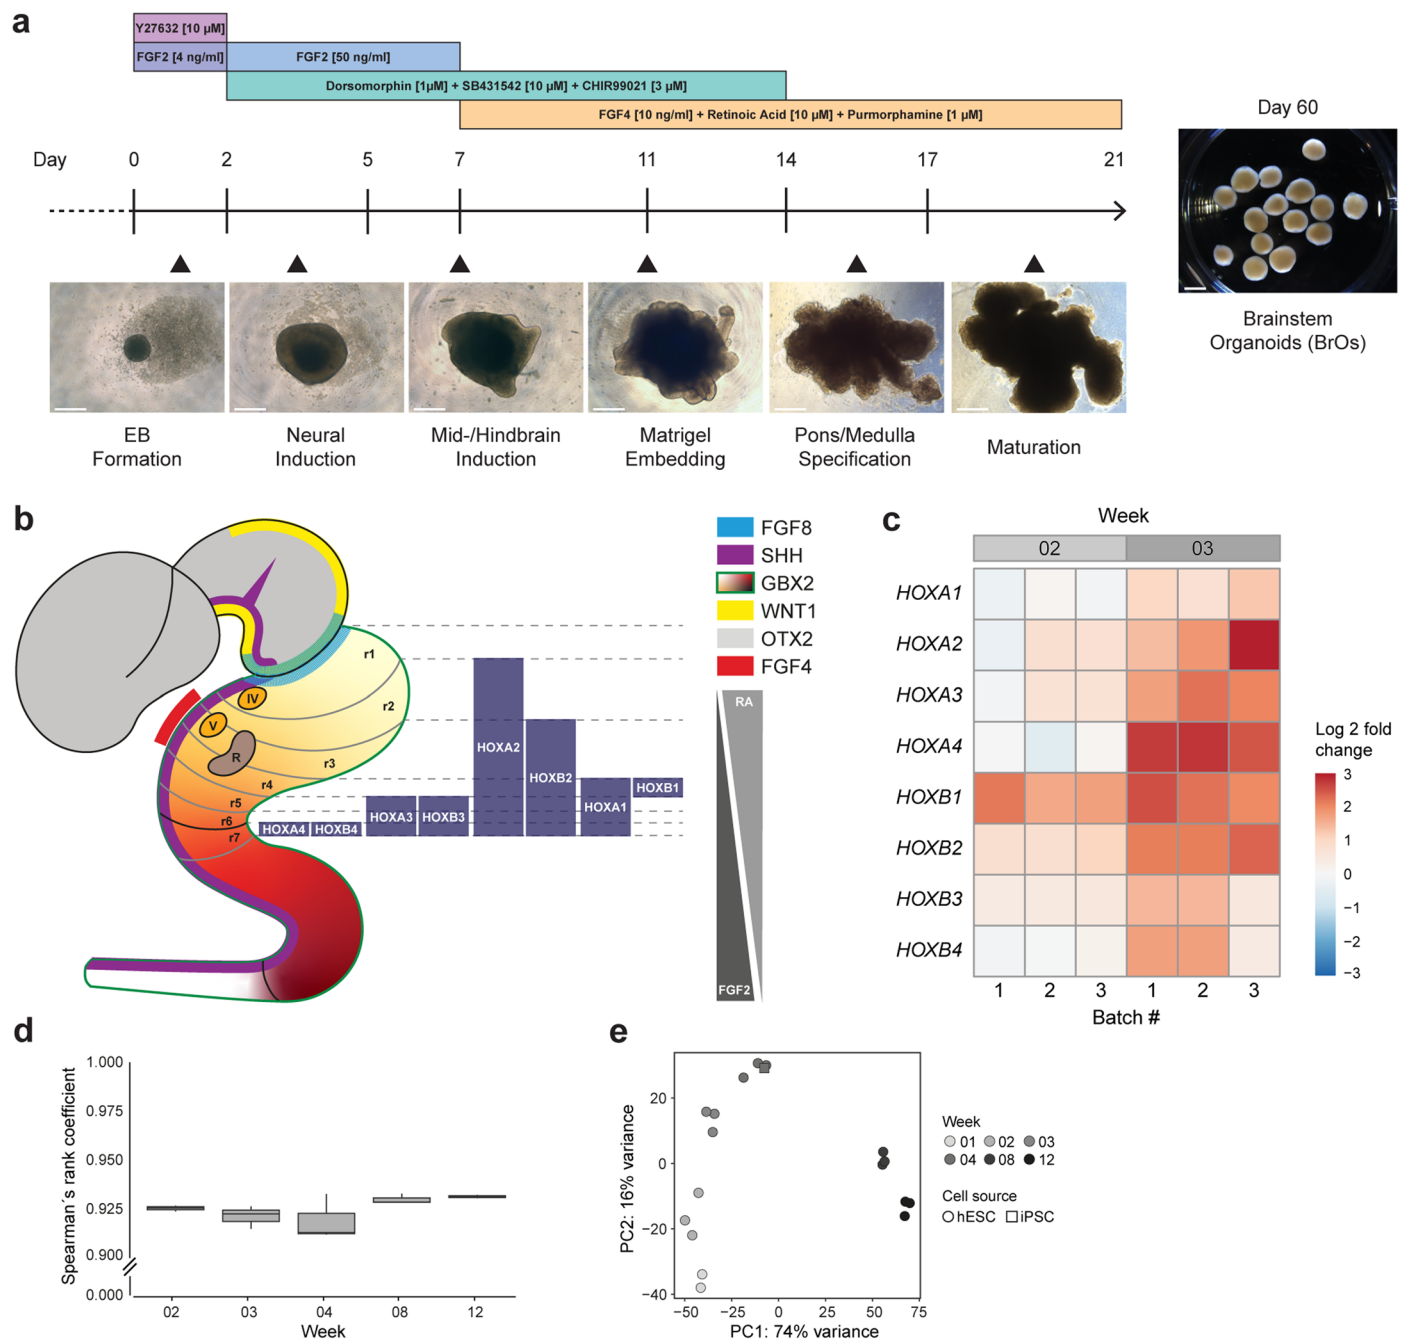 a
Y27632 [10 µM]
FGF2 [4 ng/ml]
FGF2 [50 ng/ml]
Dorsomorphin [1µM] + SB431542 [10 µM] + CHIR99021 [3 µM]
FGF4 [10 ng/ml] + Retinoic Acid [10 µM] + Purmorphamine [1 µM]
Day 0 2 5 7 11 14 17 21
EB
Formation
Neural
Induction
Mid-/Hindbrain
Induction
Matrigel
Embedding
Pons/Medulla
Specification
Maturation
Day 60
Brainstem
Organoids (BrOs)
b
r1
r2
r3
r4
r5
r6
r7
IV
V
R
HOXA4
HOXB4
HOXA3
HOXB3
HOXA2
HOXB2
HOXA1
HOXB1
FGF8
SHH
GBX2
WNT1
OTX2
FGF4
RA
FGF2
c
Week
02 03
HOXA1
HOXA2
HOXA3
HOXA4
HOXB1
HOXB2
HOXB3
HOXB4
1 2 3 1 2 3
Batch #
Log 2 fold
change
3
2
1
0
−1
−2
−3
d
Spearman´s rank coefficient
1.000
0.975
0.950
0.925
0.900
0.000
02 03 04 08 12
Week
e
PC2: 16% variance
20
0
−20
−40
−50 −25 0 25 50 75
PC1: 74% variance
Week
01 02 03
04 08 12
Cell source
hESC iPSC